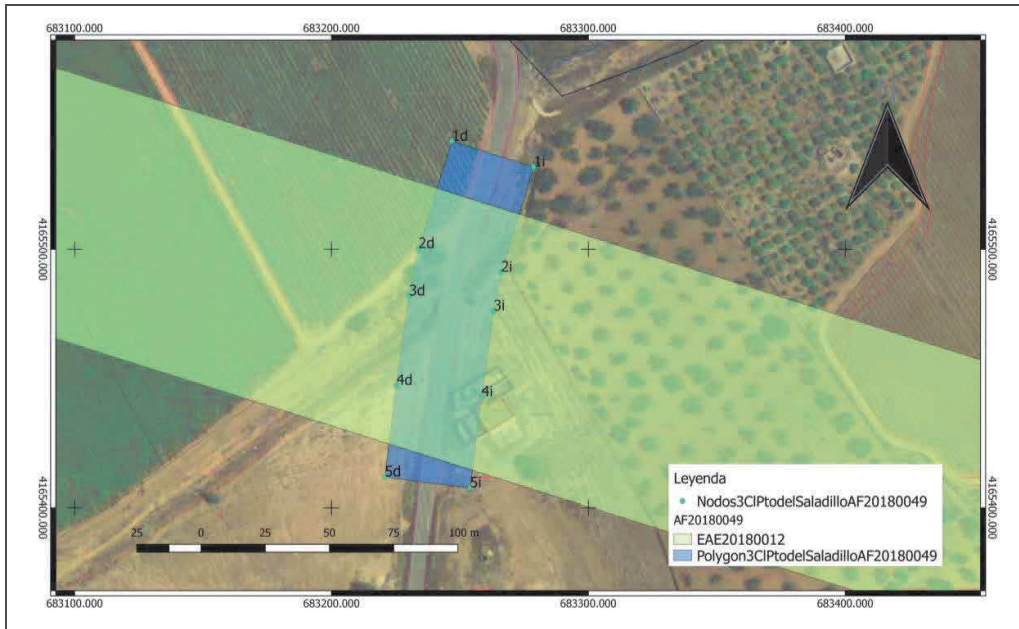 683100.000 683200.000 683300.000 683400.000
1d
1i
4165500.000 4165500.000
2d
2i
3d
3i
4d
4i
5d
5i
4165400.000 4165400.000
25 0 25 50 75 100 m
Leyenda
Nodos3ClPtodelSaladilloAF20180049
AF20180049
EAE20180012
Polygon3ClPtodelSaladilloAF20180049
683100.000 683200.000 683300.000 683400.000